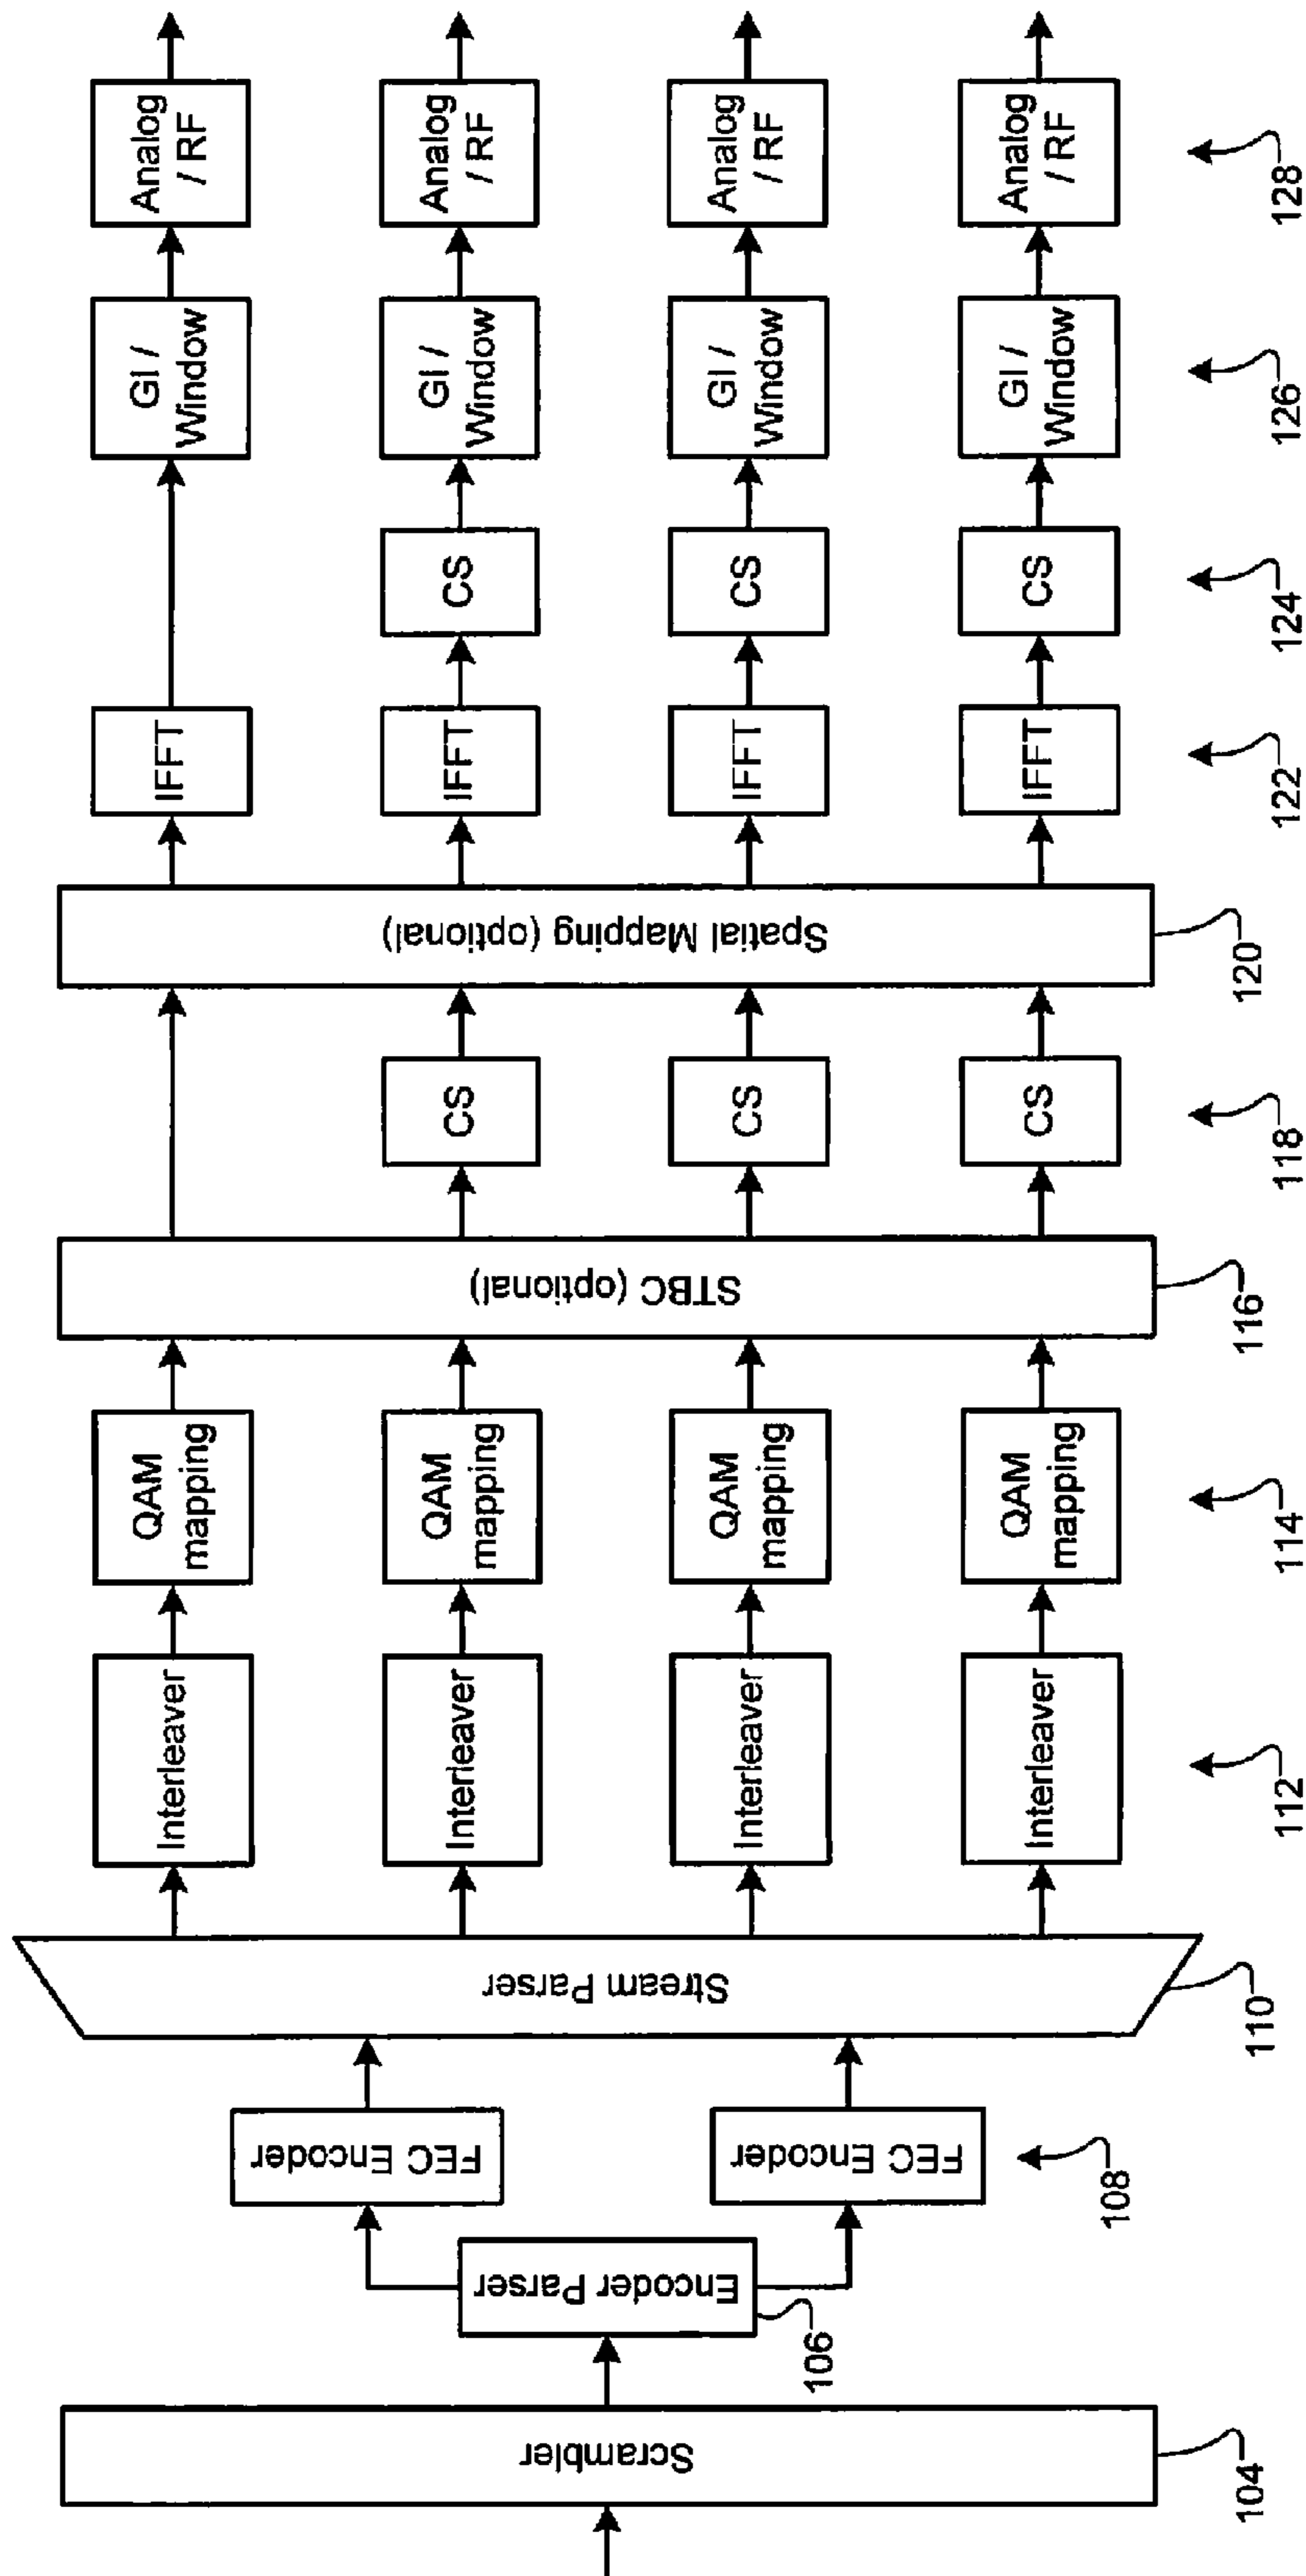 Scrambler
104
Encoder Parser
106
FEC Encoder
FEC Encoder
108
Stream Parser
110
Interleaver
Interleaver
Interleaver
Interleaver
112
QAM
mapping
QAM
mapping
QAM
mapping
QAM
mapping
114
STBC (optional)
116
CS
CS
CS
118
Spatial Mapping (optional)
120
IFFT
IFFT
IFFT
IFFT
122
CS
CS
CS
124
GI /
Window
GI /
Window
GI /
Window
GI /
Window
126
Analog
/ RF
Analog
/ RF
Analog
/ RF
Analog
/ RF
128